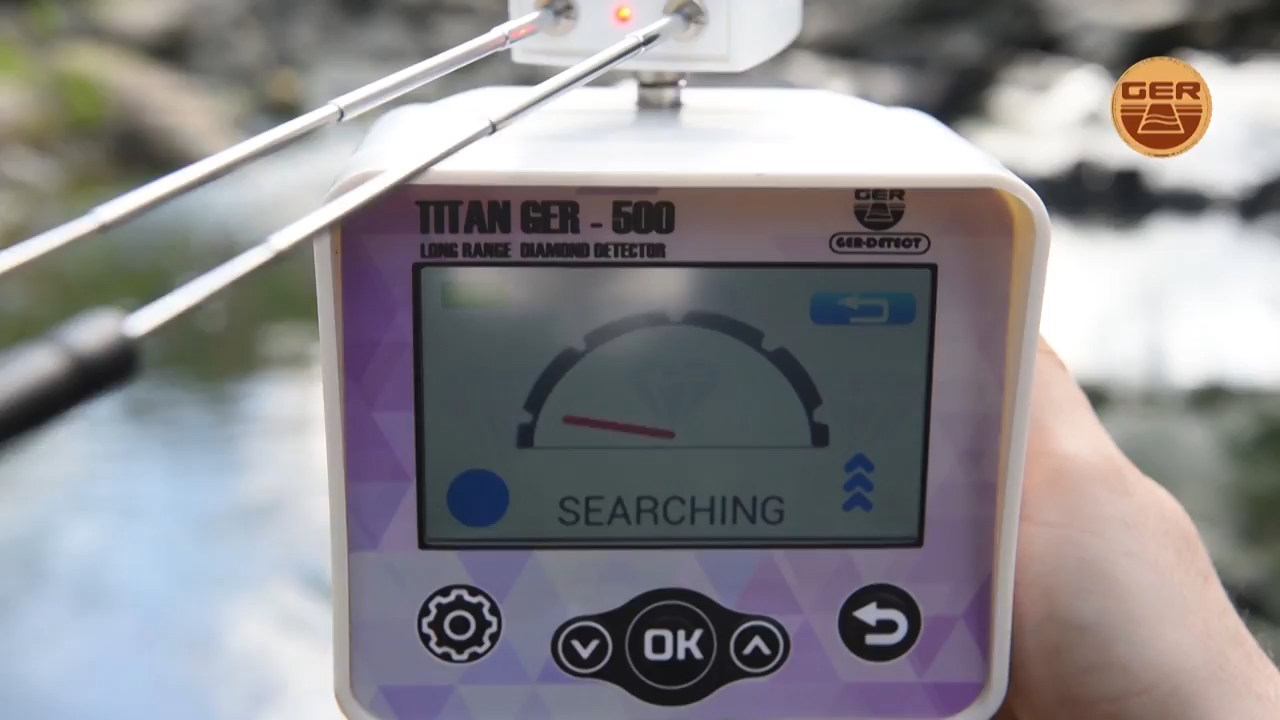 GER
TITAN GER - 500
LONG RANGE DIAMOND DETECTOR
GER
GER-DETECT
SEARCHING
OK